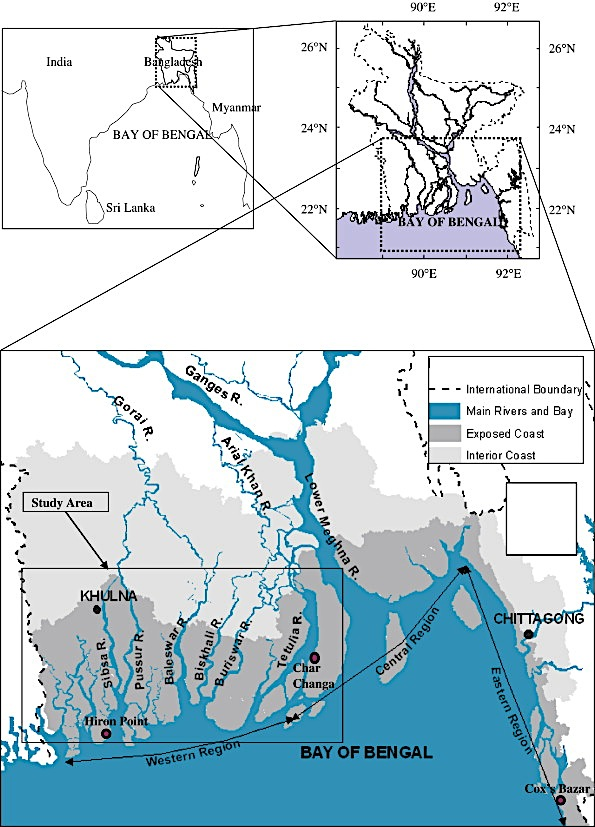 India
Bangladesh
Myanmar
BAY OF BENGAL
Sri Lanka
90°E
92°E
26°N
26°N
24°N
24°N
22°N
22°N
BAY OF BENGAL
90°E
92°E
International Boundary
Main Rivers and Bay
Exposed Coast
Interior Coast
Ganges R.
Gorai R.
Arial Khan R.
Lower Meghna R.
Study Area
KHULNA
Sibsa R.
Pussur R.
Baleswar R.
Biskhali R.
Burirswar R.
Tetulia R.
Char
Changa
Hiron Point
Western Region
Central Region
Eastern Region
CHITTAGONG
BAY OF BENGAL
Cox's Bazar